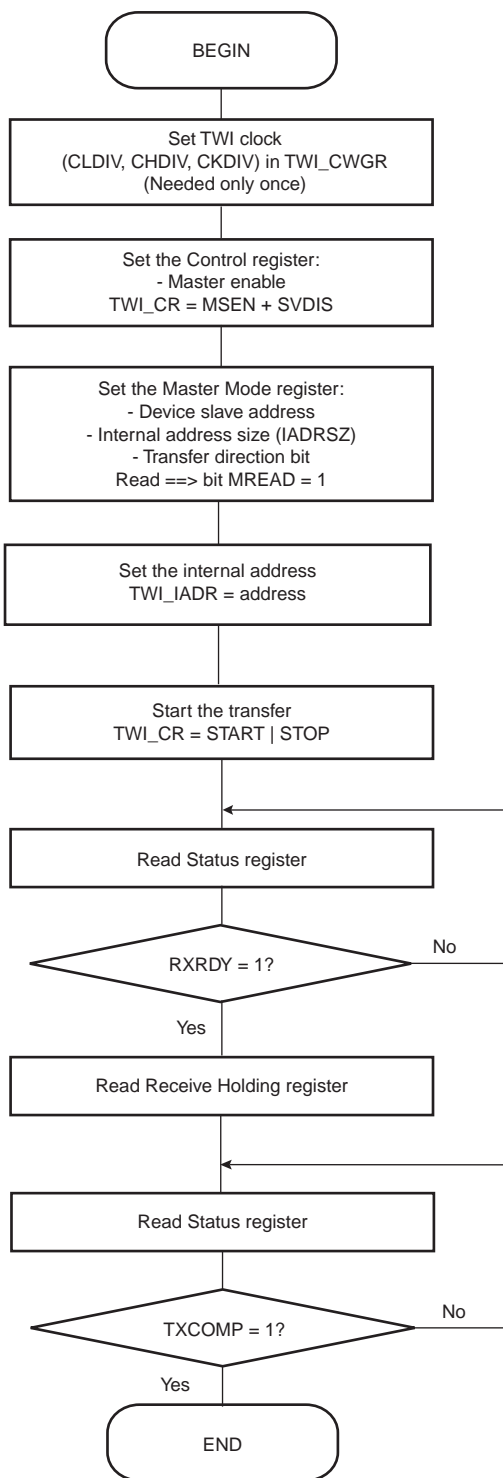 BEGIN
Set TWI clock
(CLDIV, CHDIV, CKDIV) in TWI_CWGR
(Needed only once)
Set the Control register:
- Master enable
TWI_CR = MSEN + SVDIS
Set the Master Mode register:
- Device slave address
- Internal address size (IADRSZ)
- Transfer direction bit
Read ==> bit MREAD = 1
Set the internal address
TWI_IADR = address
Start the transfer
TWI_CR = START | STOP
Read Status register
RXRDY = 1?
No
Yes
Read Receive Holding register
Read Status register
TXCOMP = 1?
No
Yes
END